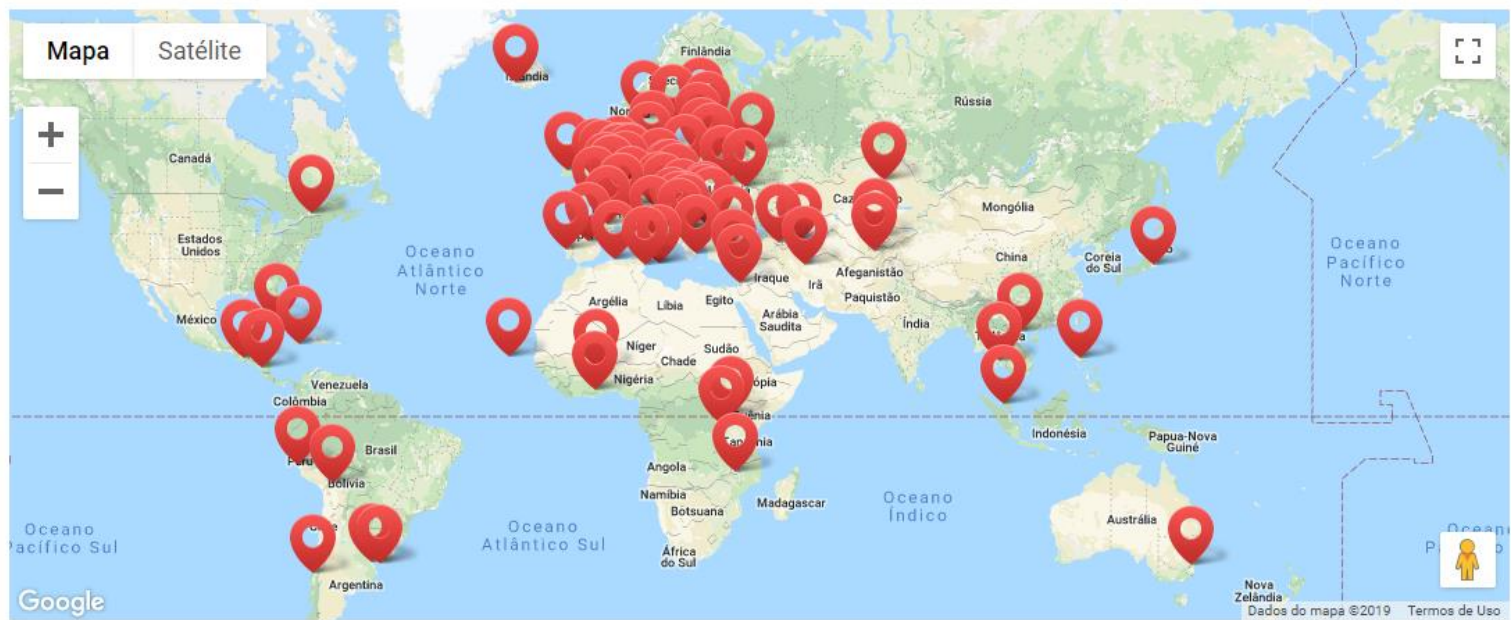 Mapa
Satélite
Finlândia
Rússia
Canadá
Mongólia
Estados
Unidos
Oceano
Atlântico
Norte
Oceano
Pacífico
Norte
China
Coreia
do Sul
Afeganistão
Iraque
Irã
Paquistão
Argélia
Líbia
Egito
Arábia
Saudita
Índia
México
Níger
Chade
Sudão
Nigéria
Venezuela
Colômbia
Brasil
Indonésia
Papua-Nova
Guiné
Bolívia
Angola
Namíbia
Botsuana
Madagascar
Oceano
Índico
Austrália
Oceano
Pacífico Sul
Oceano
Atlântico Sul
África
do Sul
Argentina
Nova
Zelândia
Google
Dados do mapa ©2019
Termos de Uso